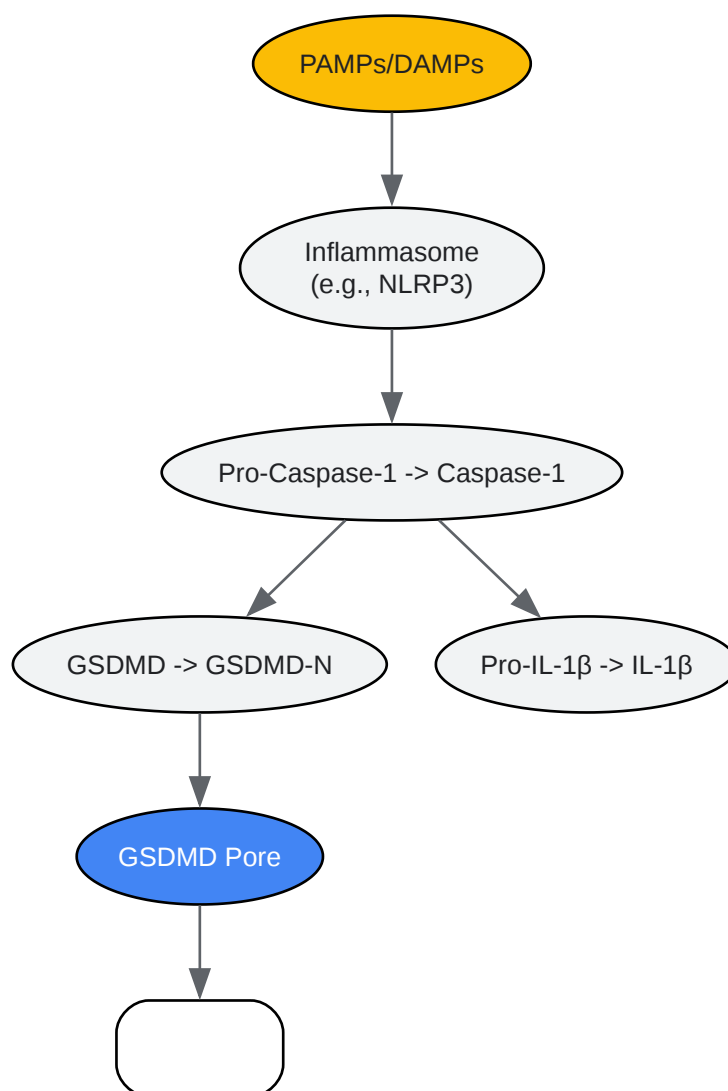 PAMPs/DAMPs
Inflammasome
(e.g., NLRP3)
Pro-Caspase-1 -> Caspase-1
GSDMD -> GSDMD-N
Pro-IL-1β -> IL-1β
GSDMD Pore